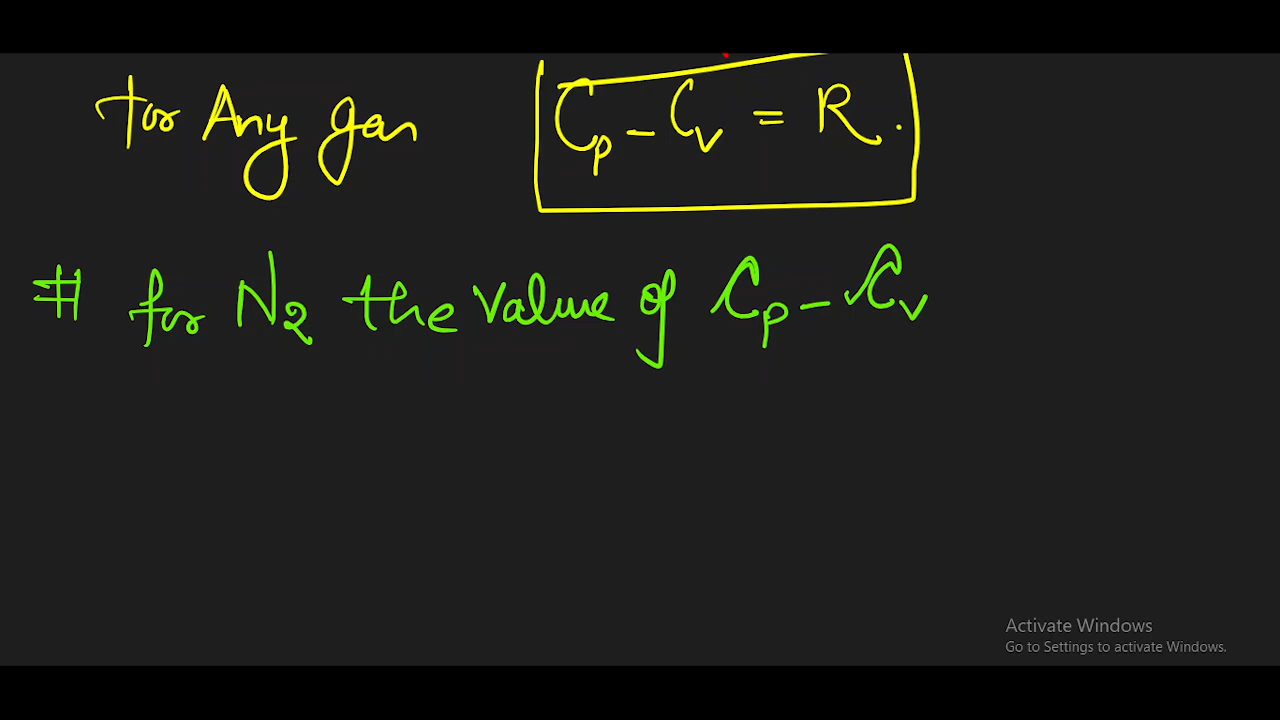 for Any gas Cp - Cv = R.
# for N2 the value of Cp - Cv
Activate Windows
Go to Settings to activate Windows.